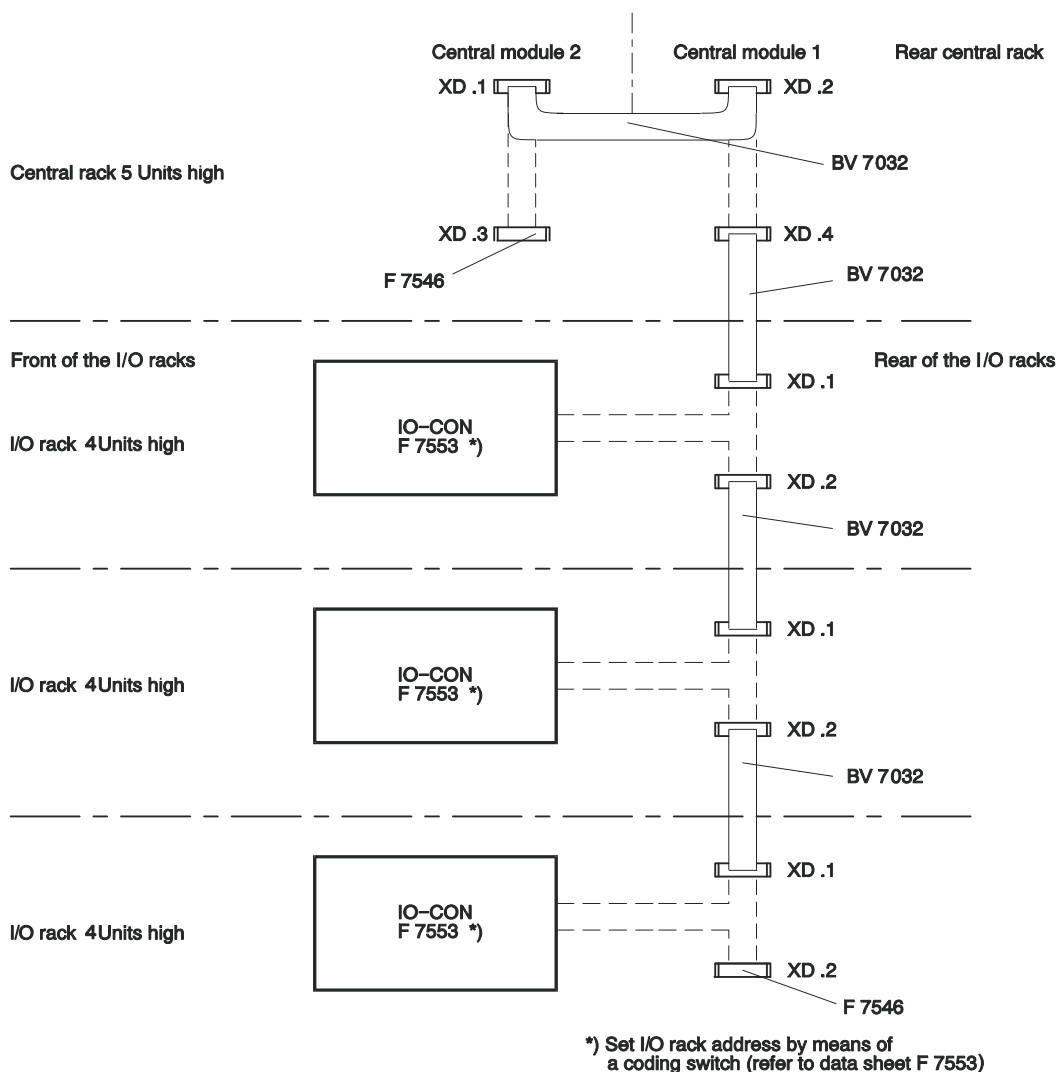 Central module 2
Central module 1
Rear central rack
XD .1
XD .2
BV 7032
Central rack 5 Units high
XD .3
XD .4
F 7546
BV 7032
Front of the I/O racks
Rear of the I/O racks
XD .1
IO-CON
F 7553 *)
I/O rack 4Units high
XD .2
BV 7032
XD .1
IO-CON
F 7553 *)
I/O rack 4Units high
XD .2
BV 7032
XD .1
IO-CON
F 7553 *)
I/O rack 4Units high
XD .2
F 7546
*) Set I/O rack address by means of
a coding switch (refer to data sheet F 7553)